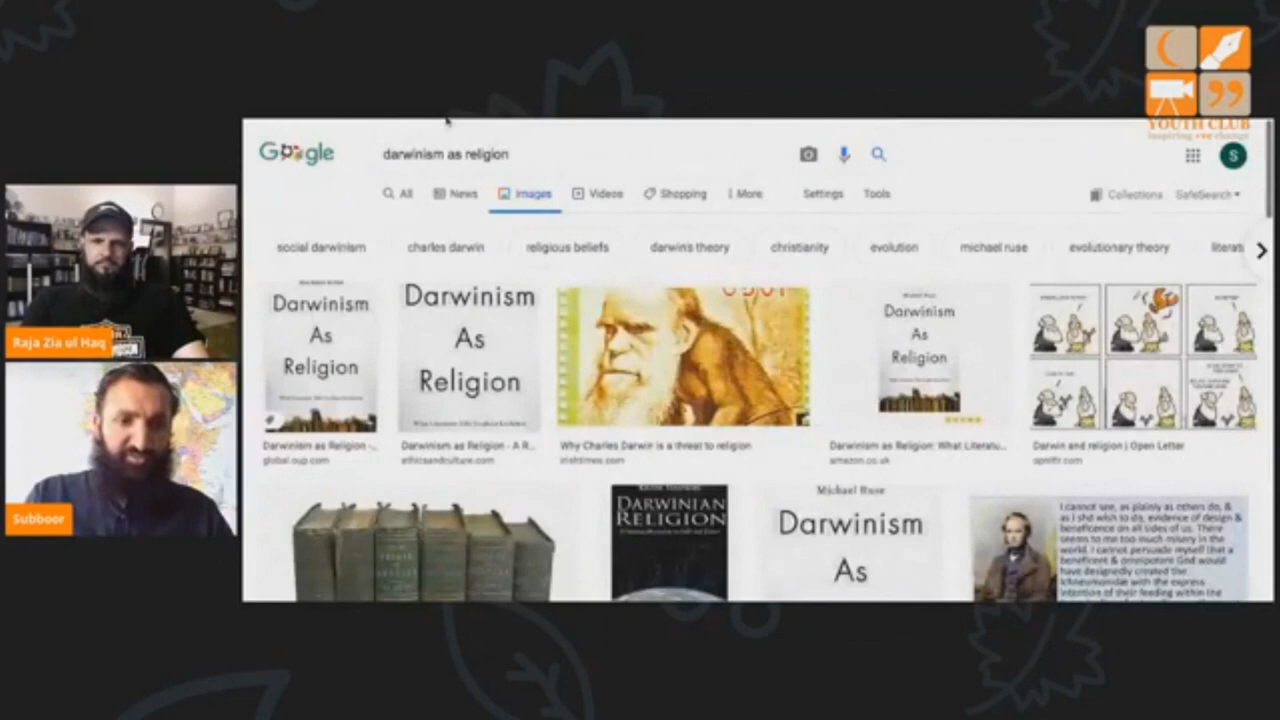 YOUTH CLUB
Inspiring +ve change
Google
darwinism as religion
S
All
News
Images
Videos
Shopping
More
Settings
Tools
Collections
SafeSearch
social darwinism
charles darwin
religious beliefs
darwin's theory
christianity
evolution
michael ruse
evolutionary theory
literat
Darwinism
As
Religion
Darwinism
As
Religion
Michael Ruse
Darwinism
As
Religion
Darwinism as Religion -...
global.oup.com
Darwinism as Religion - A R...
ethicsandculture.com
Why Charles Darwin is a threat to religion
irishtimes.com
Darwinism as Religion: What Literatu...
amazon.co.uk
Darwin and religion | Open Letter
opnlttr.com
Raja Zia ul Haq
Subboor
DARWINIAN
RELIGION
Michael Ruse
Darwinism
As
I cannot see, as plainly as others do, &
as I shd wish to do, evidence of design &
beneficence on all sides of us. There
seems to me too much misery in the
world. I cannot persuade myself that a
beneficent & omnipotent God would
have designedly created the
Ichneumonidae with the express
intention of their feeding within the